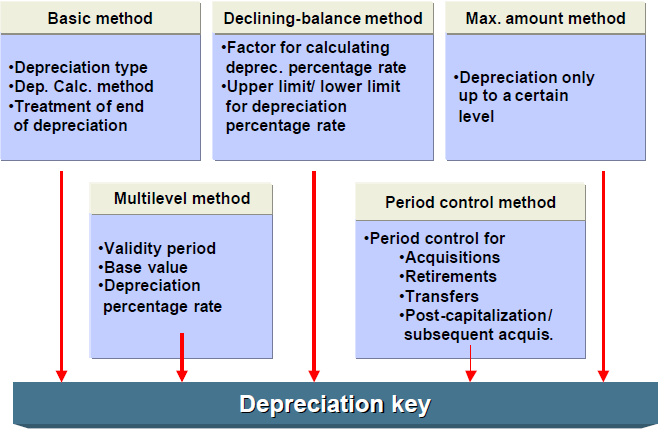 Basic method
•Depreciation type
•Dep. Calc. method
•Treatment of end
of depreciation
Declining-balance method
•Factor for calculating
deprec. percentage rate
•Upper limit/ lower limit
for depreciation
percentage rate
Max. amount method
•Depreciation only
up to a certain
level
Multilevel method
•Validity period
•Base value
•Depreciation
percentage rate
Period control method
•Period control for
•Acquisitions
•Retirements
•Transfers
•Post-capitalization/
subsequent acquis.
Depreciation key